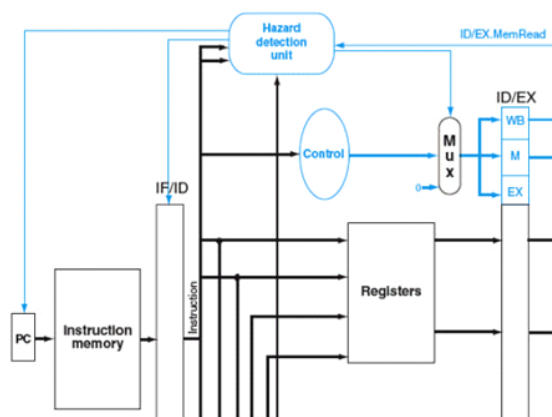 Hazard
detection
unit
ID/EX.MemRead
ID/EX
WB
Control
M
u
x
M
IF/ID
0
EX
Instruction
Registers
PC
Instruction
memory